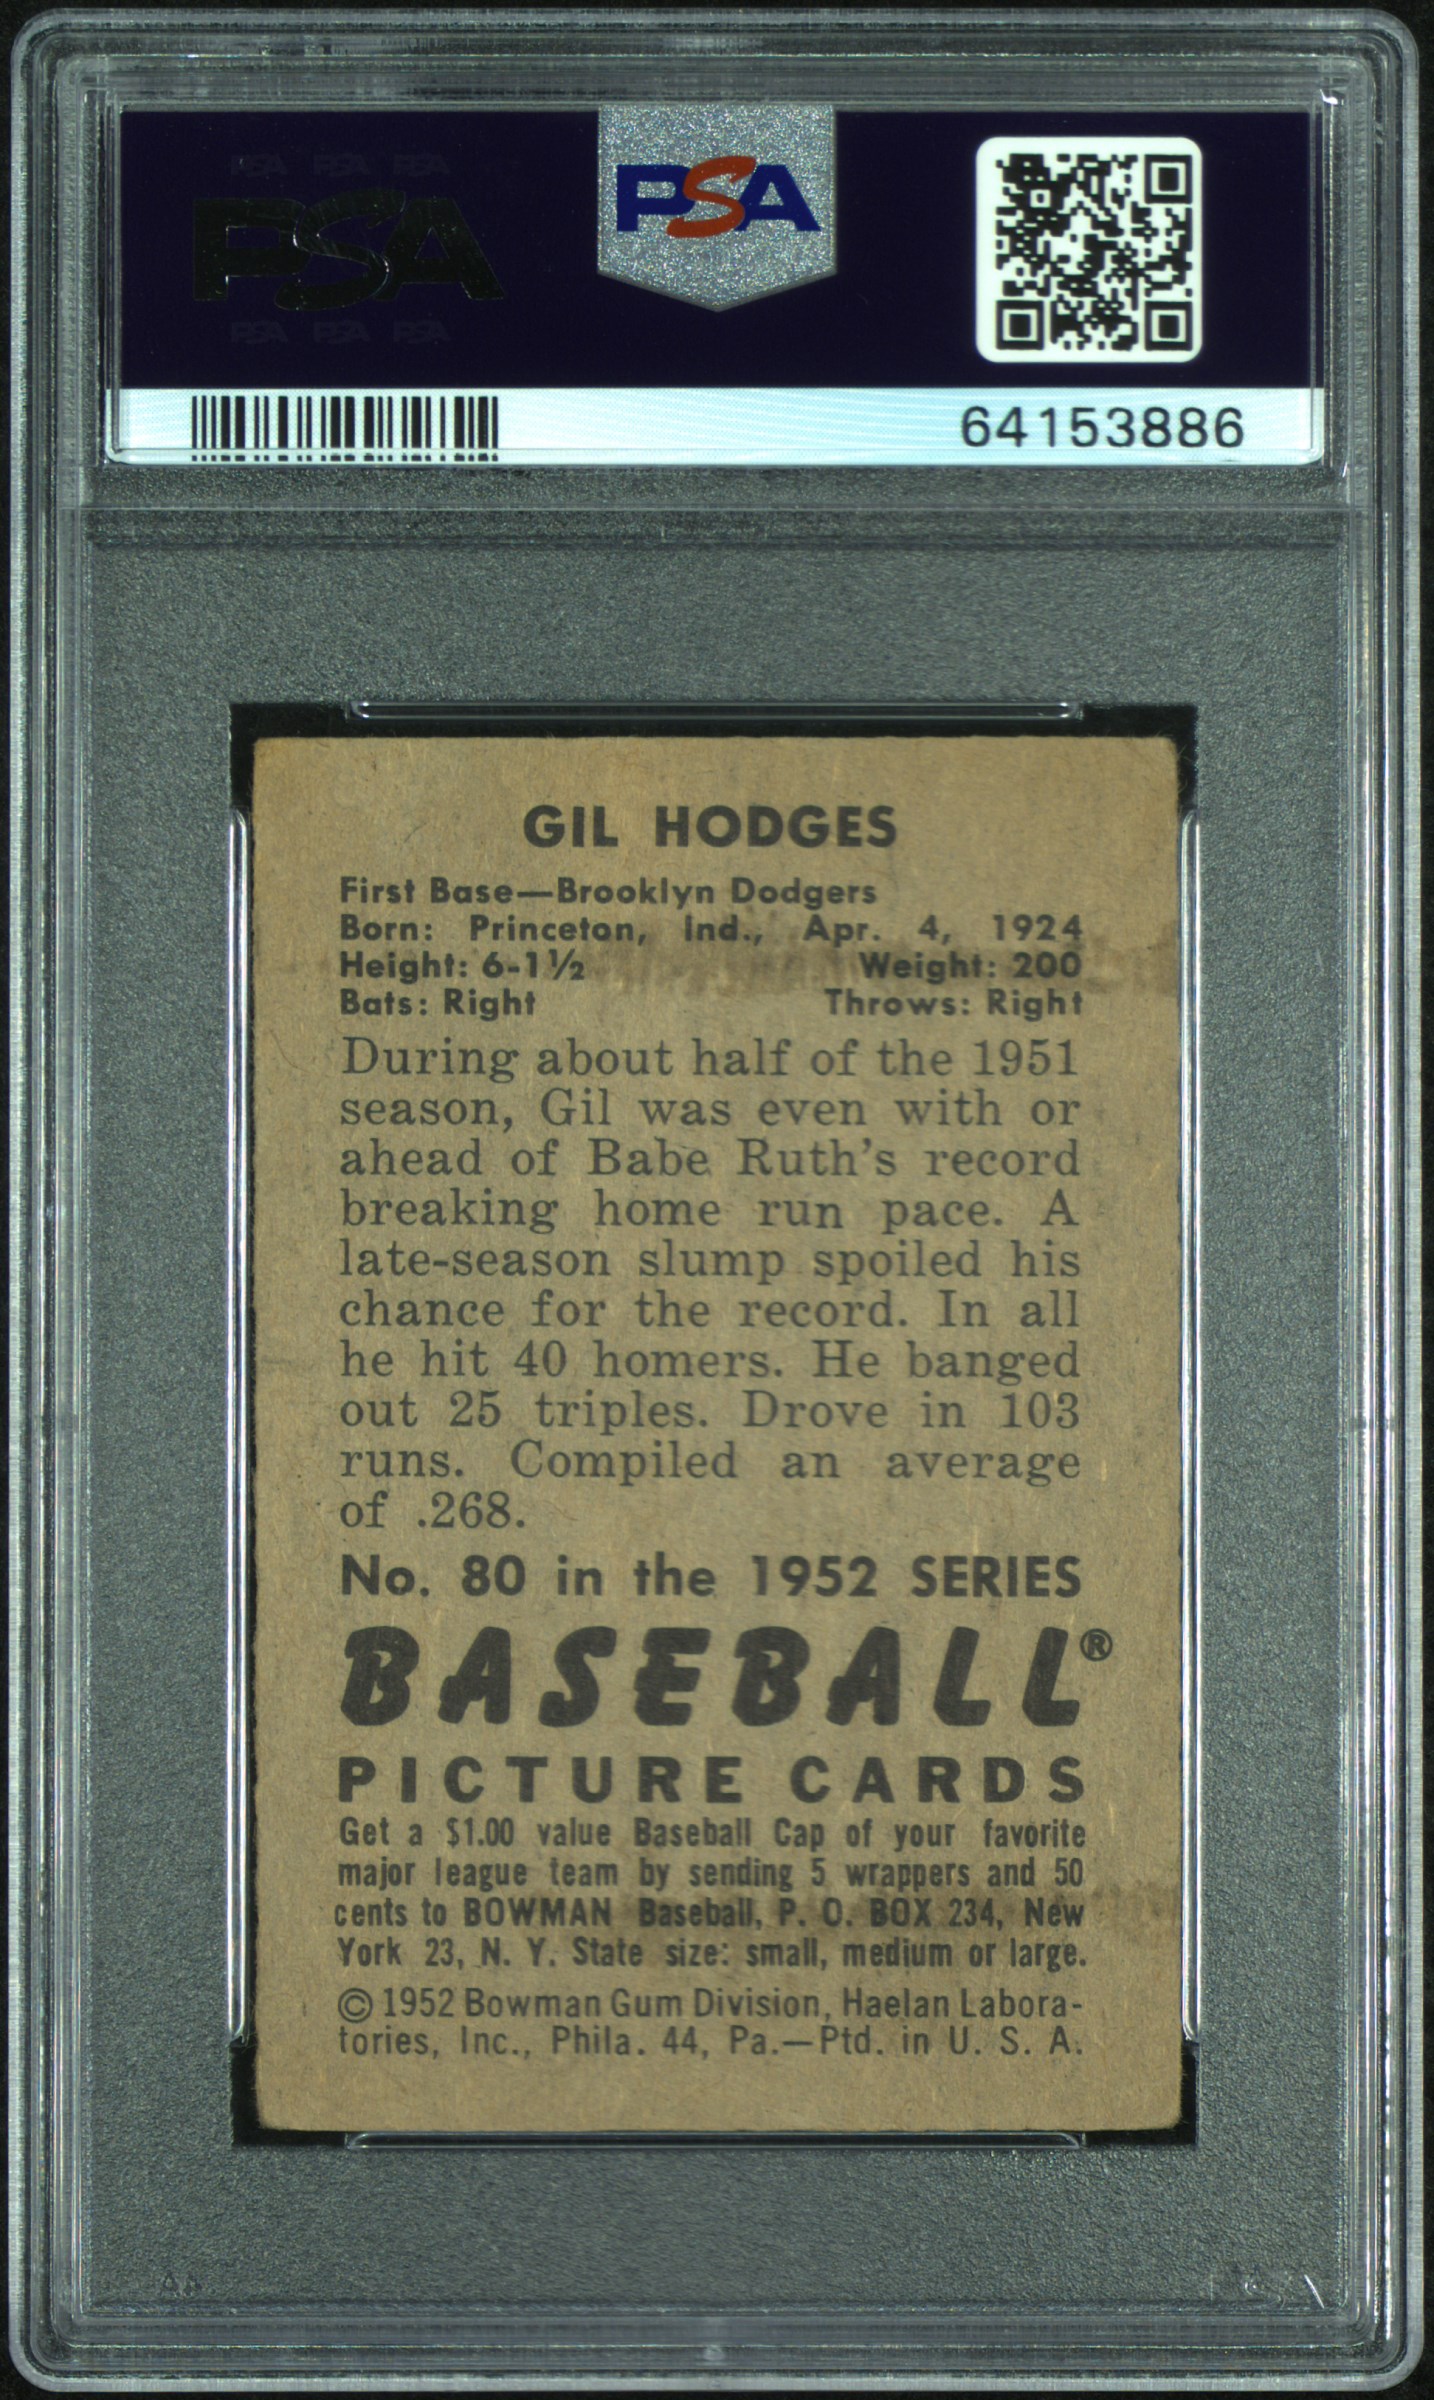 PSA PSA PSA
PSA
PSA PSA PSA
PSA
64153886
GIL HODGES
First Base—Brooklyn Dodgers
Born: Princeton, Ind., Apr. 4, 1924
Height: 6-1½ Weight: 200
Bats: Right Throws: Right
During about half of the 1951
season, Gil was even with or
ahead of Babe Ruth's record
breaking home run pace. A
late-season slump spoiled his
chance for the record. In all
he hit 40 homers. He banged
out 25 triples. Drove in 103
runs. Compiled an average
of .268.
No. 80 in the 1952 SERIES
BASEBALL®
PICTURE CARDS
Get a $1.00 value Baseball Cap of your favorite
major league team by sending 5 wrappers and 50
cents to BOWMAN Baseball, P. O. BOX 234, New
York 23, N. Y. State size: small, medium or large.
© 1952 Bowman Gum Division, Haelan Labora-
tories, Inc., Phila. 44, Pa.—Ptd. in U. S. A.